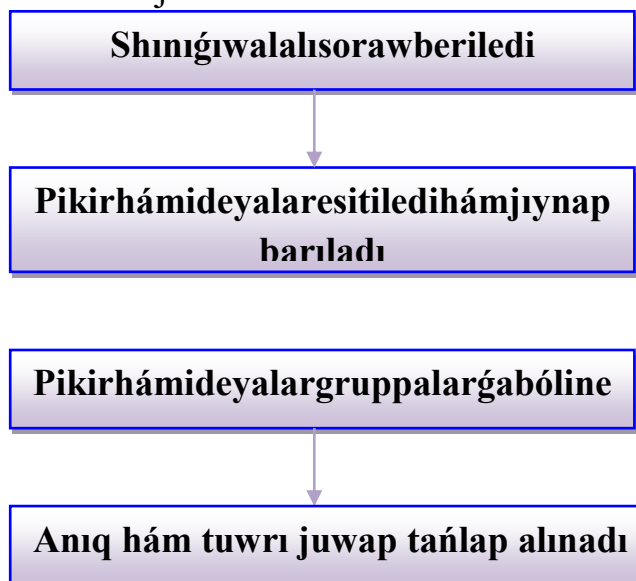 Shınıǵıwalalısorawberiledi
Pikirhámideyalaresitiledihámjıynap
barıladı
Pikirhámideyalargruppalarǵabóline
Anıq hám tuwrı juwap tańlap alınadı